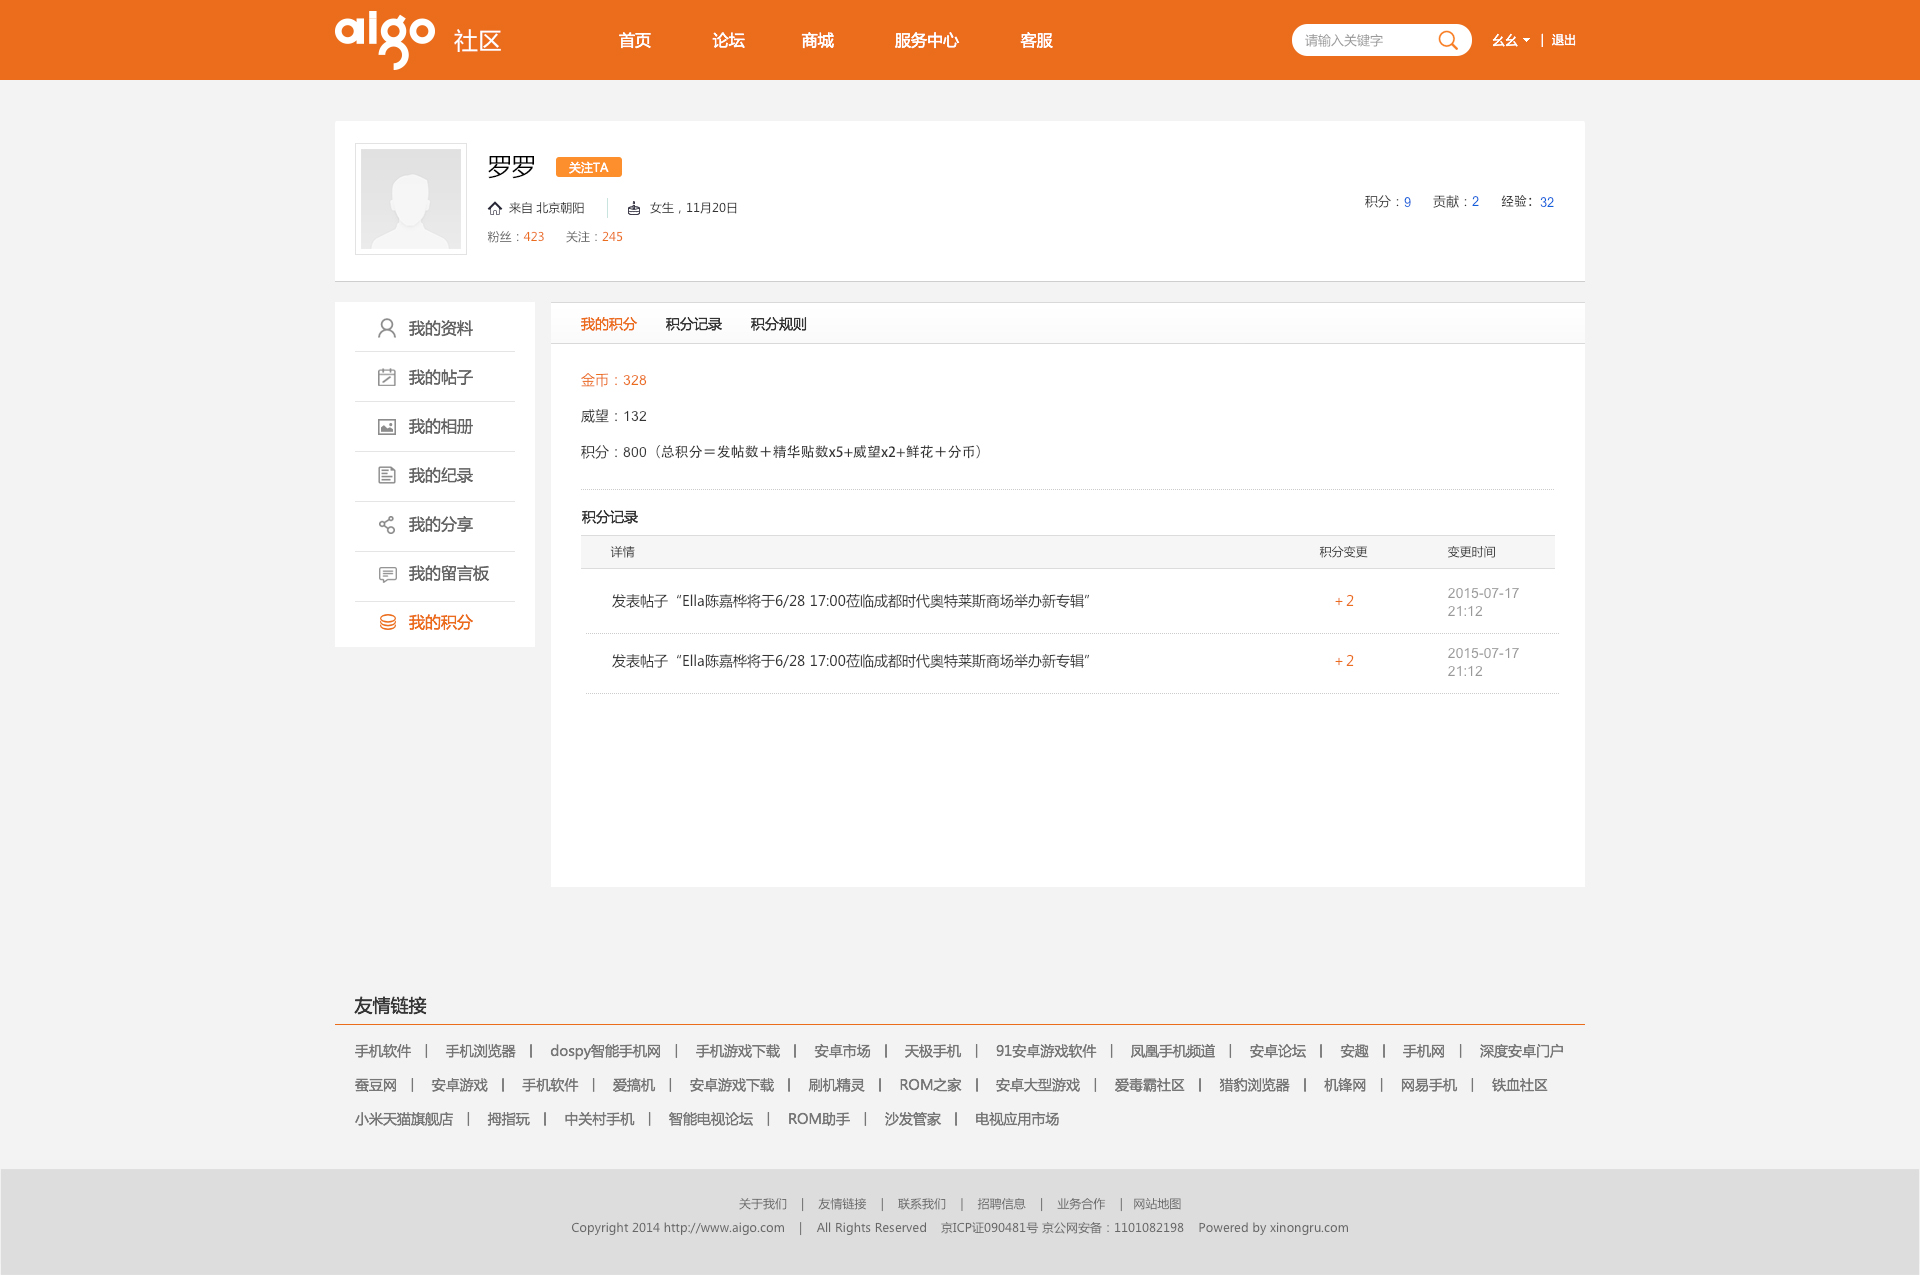 aigo 社区 首页 论坛 商城 服务中心 客服 请输入关键字 幺幺 | 退出
罗罗 关注TA
来自 北京朝阳 女生，11月20日
积分：9 贡献：2 经验：32
粉丝：423 关注：245
我的资料
我的帖子
我的相册
我的纪录
我的分享
我的留言板
我的积分
我的积分 积分记录 积分规则
金币：328
威望：132
积分：800（总积分＝发帖数＋精华贴数x5+威望x2+鲜花＋分币）
积分记录
详情 积分变更 变更时间
发表帖子“Ella陈嘉桦将于6/28 17:00莅临成都时代奥特莱斯商场举办新专辑” +2 2015-07-17
21:12
发表帖子“Ella陈嘉桦将于6/28 17:00莅临成都时代奥特莱斯商场举办新专辑” +2 2015-07-17
21:12
友情链接
手机软件 | 手机浏览器 | dospy智能手机网 | 手机游戏下载 | 安卓市场 | 天极手机 | 91安卓游戏软件 | 凤凰手机频道 | 安卓论坛 | 安趣 | 手机网 | 深度安卓门户
蚕豆网 | 安卓游戏 | 手机软件 | 爱搞机 | 安卓游戏下载 | 刷机精灵 | ROM之家 | 安卓大型游戏 | 爱毒霸社区 | 猎豹浏览器 | 机锋网 | 网易手机 | 铁血社区
小米天猫旗舰店 | 拇指玩 | 中关村手机 | 智能电视论坛 | ROM助手 | 沙发管家 | 电视应用市场
关于我们 | 友情链接 | 联系我们 | 招聘信息 | 业务合作 | 网站地图
Copyright 2014 http://www.aigo.com | All Rights Reserved 京ICP证090481号 京公网安备：1101082198 Powered by xinongru.com